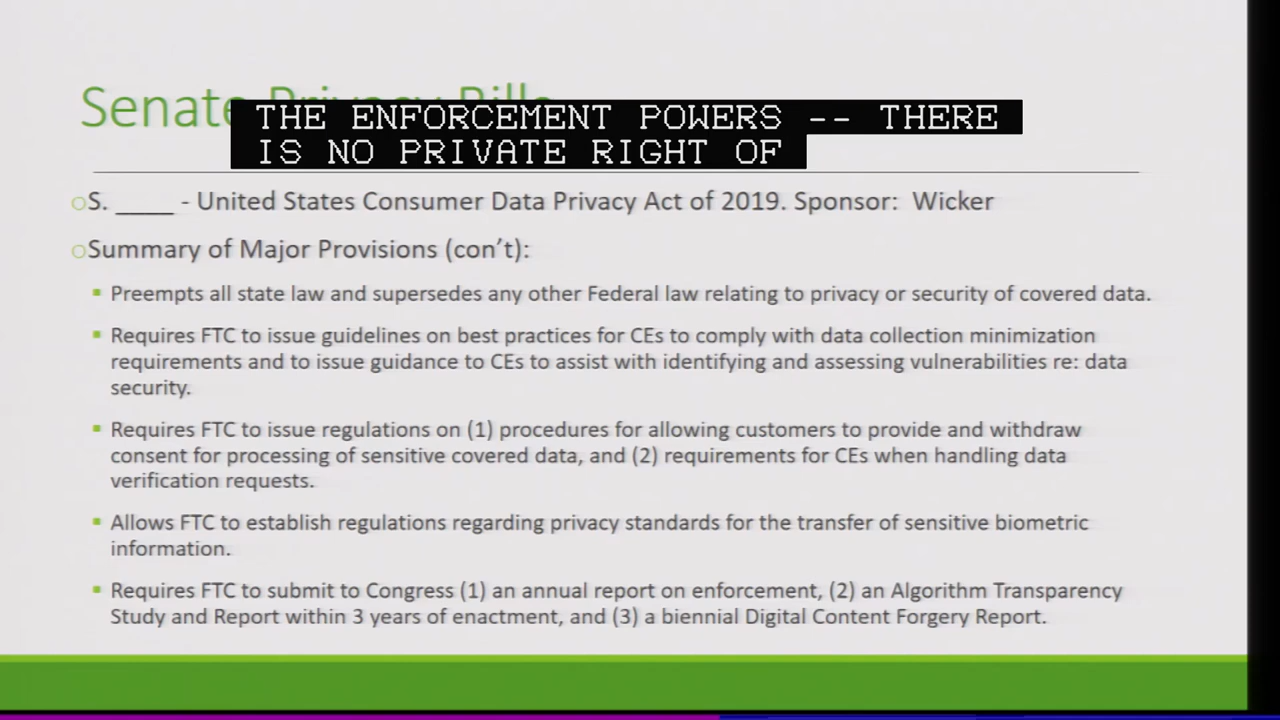 Senate Privacy Bills
THE ENFORCEMENT POWERS -- THERE
IS NO PRIVATE RIGHT OF
oS. ____ - United States Consumer Data Privacy Act of 2019. Sponsor: Wicker
oSummary of Major Provisions (con't):
▪ Preempts all state law and supersedes any other Federal law relating to privacy or security of covered data.
▪ Requires FTC to issue guidelines on best practices for CEs to comply with data collection minimization
requirements and to issue guidance to CEs to assist with identifying and assessing vulnerabilities re: data
security.
▪ Requires FTC to issue regulations on (1) procedures for allowing customers to provide and withdraw
consent for processing of sensitive covered data, and (2) requirements for CEs when handling data
verification requests.
▪ Allows FTC to establish regulations regarding privacy standards for the transfer of sensitive biometric
information.
▪ Requires FTC to submit to Congress (1) an annual report on enforcement, (2) an Algorithm Transparency
Study and Report within 3 years of enactment, and (3) a biennial Digital Content Forgery Report.